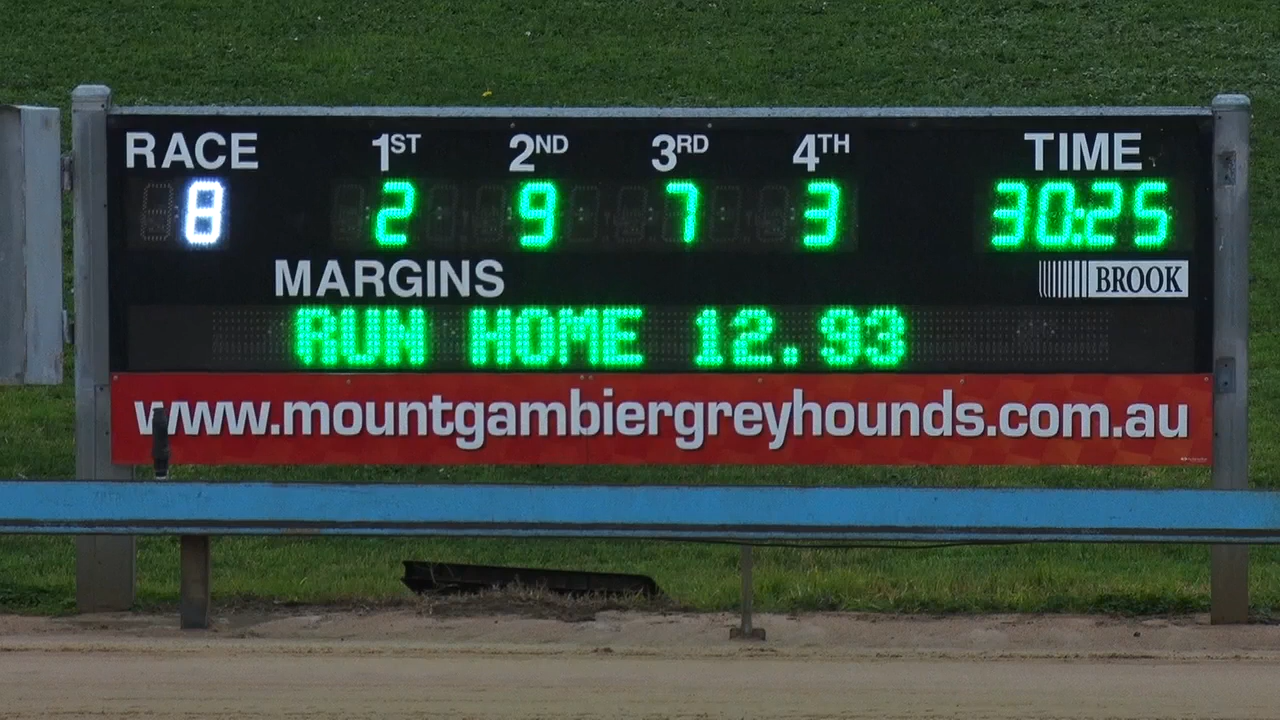 RACE 1ST 2ND 3RD 4TH TIME
8 2 9 7 3 30:25
MARGINS BROOK
RUN HOME 12.93
www.mountgambiergreyhounds.com.au